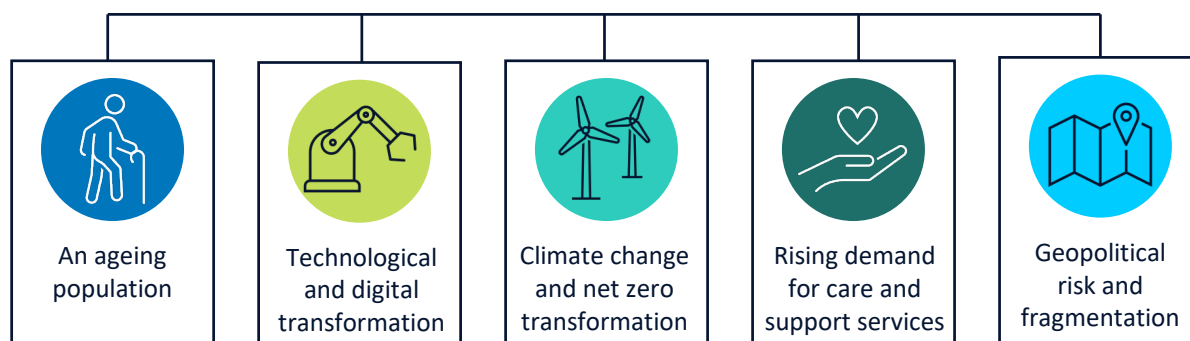 An ageing
population
Technological
and digital
transformation
Climate change
and net zero
transformation
Rising demand
for care and
support services
Geopolitical
risk and
fragmentation